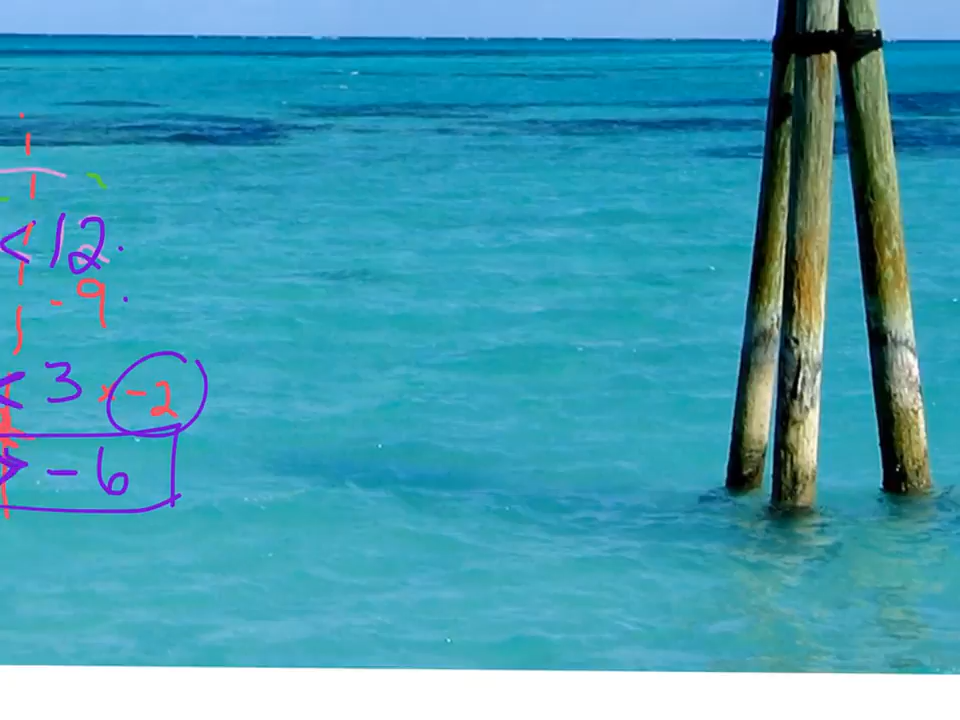 < 12
- 9
< 3 × -2
> - 6